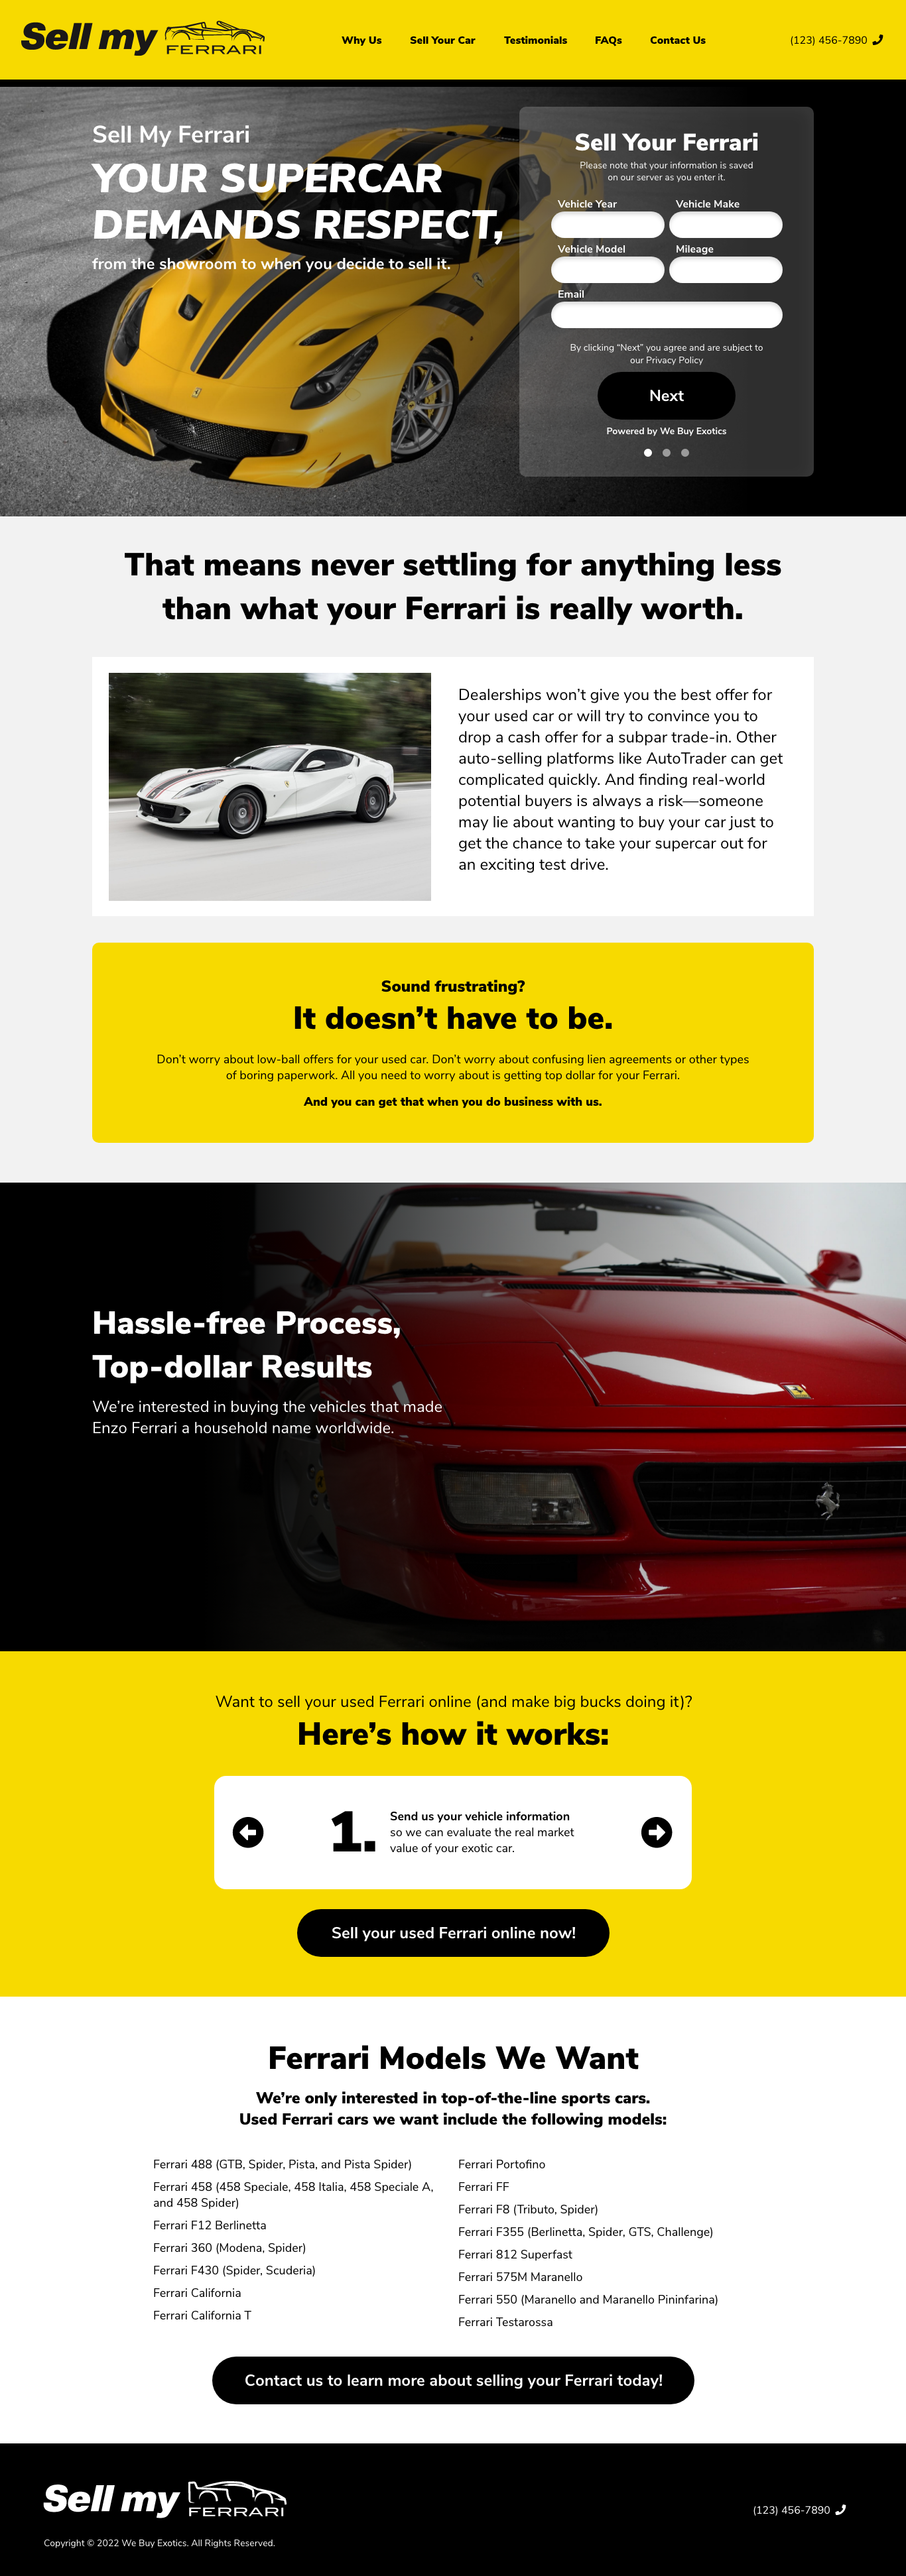 Sell my FERRARI
Why Us
Sell Your Car
Testimonials
FAQs
Contact Us
(123) 456-7890
Sell My Ferrari
YOUR SUPERCAR
DEMANDS RESPECT,
from the showroom to when you decide to sell it.
Sell Your Ferrari
Please note that your information is saved
on our server as you enter it.
Vehicle Year
Vehicle Make
Vehicle Model
Mileage
Email
By clicking “Next” you agree and are subject to
our Privacy Policy
Next
Powered by We Buy Exotics
That means never settling for anything less
than what your Ferrari is really worth.
Dealerships won’t give you the best offer for
your used car or will try to convince you to
drop a cash offer for a subpar trade-in. Other
auto-selling platforms like AutoTrader can get
complicated quickly. And finding real-world
potential buyers is always a risk—someone
may lie about wanting to buy your car just to
get the chance to take your supercar out for
an exciting test drive.
Sound frustrating?
It doesn’t have to be.
Don’t worry about low-ball offers for your used car. Don’t worry about confusing lien agreements or other types
of boring paperwork. All you need to worry about is getting top dollar for your Ferrari.
And you can get that when you do business with us.
Hassle-free Process,
Top-dollar Results
We’re interested in buying the vehicles that made
Enzo Ferrari a household name worldwide.
Want to sell your used Ferrari online (and make big bucks doing it)?
Here’s how it works:
1.
Send us your vehicle information
so we can evaluate the real market
value of your exotic car.
Sell your used Ferrari online now!
Ferrari Models We Want
We’re only interested in top-of-the-line sports cars.
Used Ferrari cars we want include the following models:
Ferrari 488 (GTB, Spider, Pista, and Pista Spider)
Ferrari 458 (458 Speciale, 458 Italia, 458 Speciale A,
and 458 Spider)
Ferrari F12 Berlinetta
Ferrari 360 (Modena, Spider)
Ferrari F430 (Spider, Scuderia)
Ferrari California
Ferrari California T
Ferrari Portofino
Ferrari FF
Ferrari F8 (Tributo, Spider)
Ferrari F355 (Berlinetta, Spider, GTS, Challenge)
Ferrari 812 Superfast
Ferrari 575M Maranello
Ferrari 550 (Maranello and Maranello Pininfarina)
Ferrari Testarossa
Contact us to learn more about selling your Ferrari today!
Sell my FERRARI
(123) 456-7890
Copyright © 2022 We Buy Exotics. All Rights Reserved.